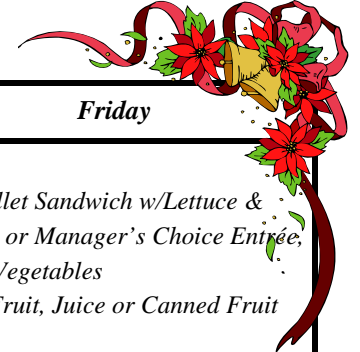 Friday
llet Sandwich w/Lettuce &
or Manager's Choice Entrée,
Vegetables
Fruit, Juice or Canned Fruit